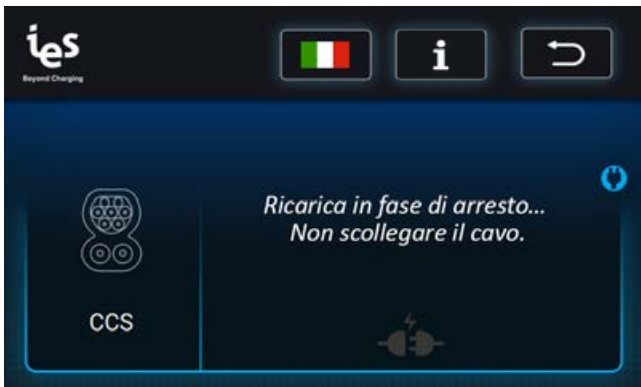 ies
Beyond Charging
i
Ricarica in fase di arresto...
Non scollegare il cavo.
CCS